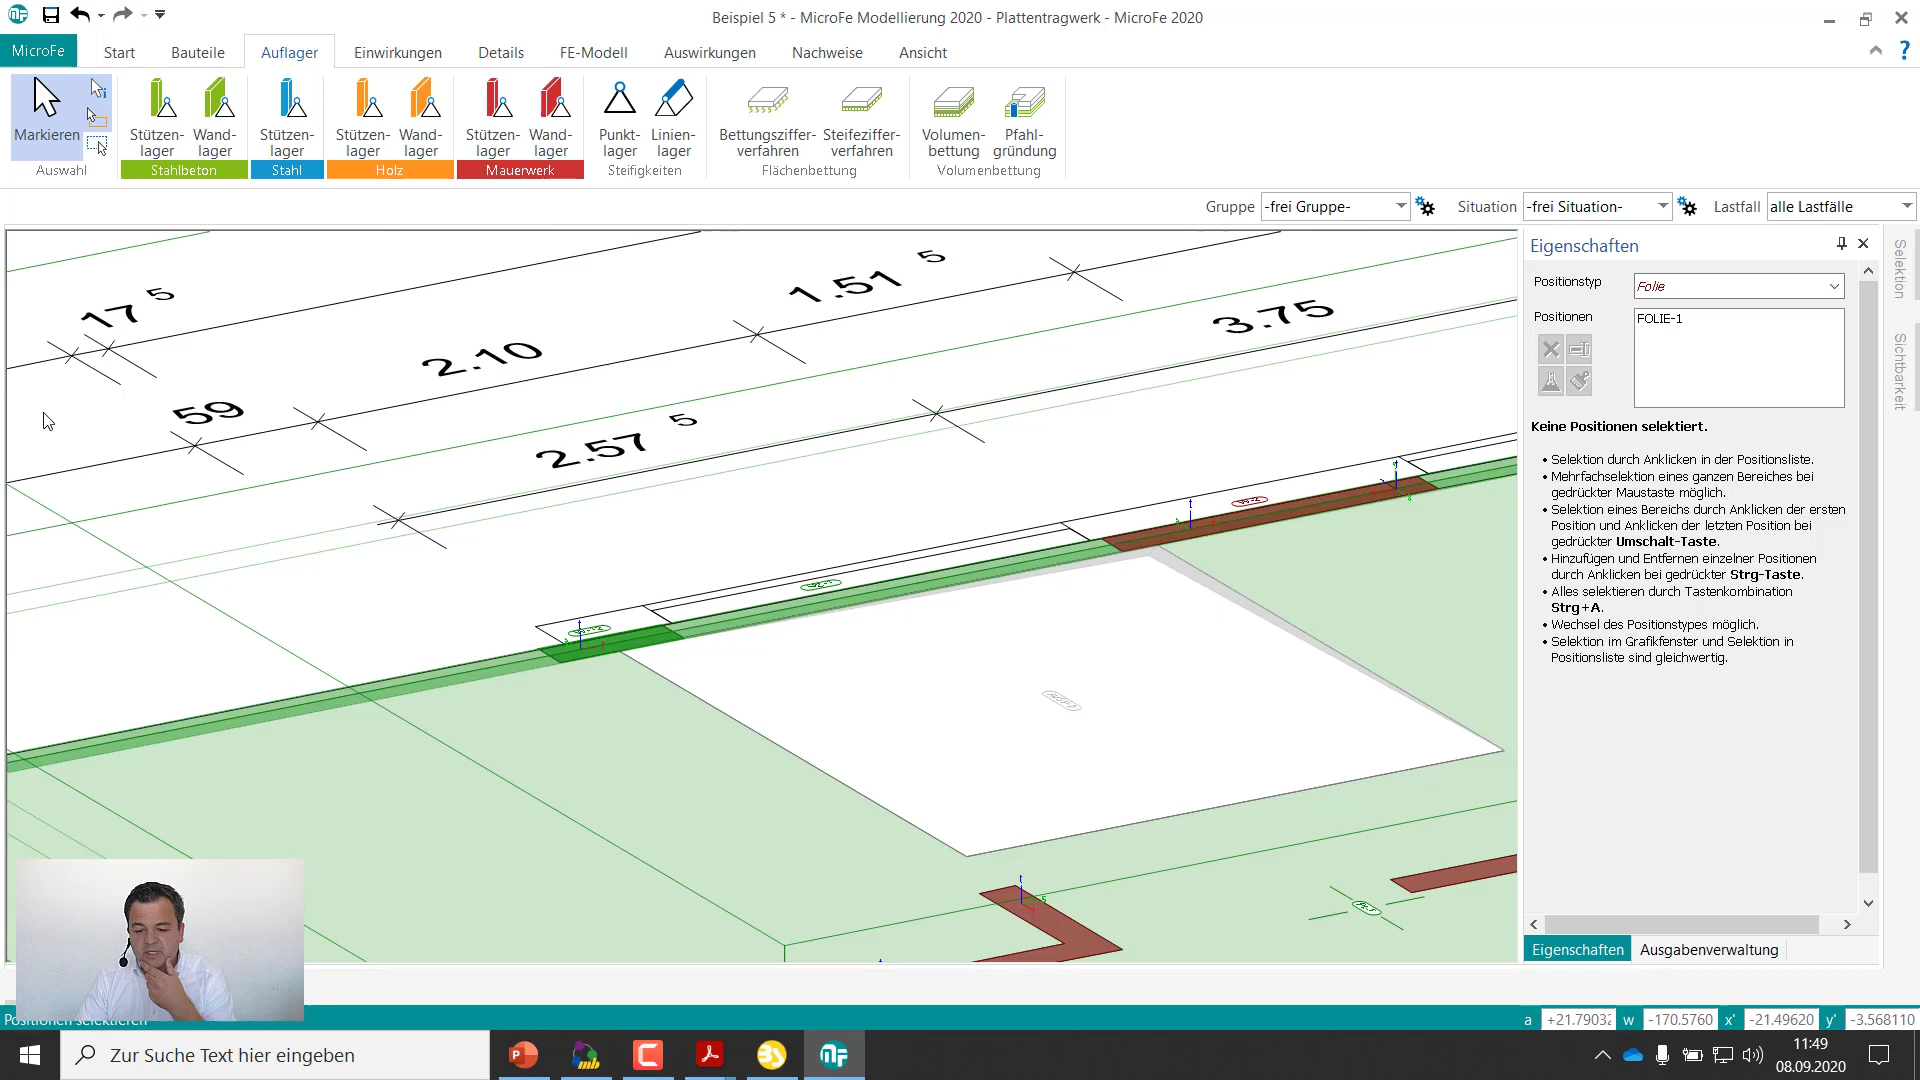 Beispiel 5 * - MicroFe Modellierung 2020 - Plattentragwerk - MicroFe 2020
MicroFe Start Bauteile Auflager Einwirkungen Details FE-Modell Auswirkungen Nachweise Ansicht
Markieren
Stützen-lager Wand-lager
Stützen-lager
Stützen-lager Wand-lager
Stützen-lager Wand-lager
Punkt-lager Linien-lager
Bettungsziffer-verfahren Steifeziffer-verfahren
Volumen-bettung Pfahl-gründung
Auswahl Stahlbeton Stahl Holz Mauerwerk Steifigkeiten Flächenbettung Volumenbettung
Gruppe -frei Gruppe- Situation -frei Situation- Lastfall alle Lastfälle
17 5
2.10
1.51 5
3.75
59
2.57 5
Eigenschaften
Positionstyp Folie
Positionen FOLIE-1
Keine Positionen selektiert.
• Selektion durch Anklicken in der Positionsliste.
• Mehrfachselektion eines ganzen Bereiches bei
gedrückter Maustaste möglich.
• Selektion eines Bereichs durch Anklicken der ersten
Position und Anklicken der letzten Position bei
gedrückter Umschalt-Taste.
• Hinzufügen und Entfernen einzelner Positionen
durch Anklicken bei gedrückter Strg-Taste.
• Alles selektieren durch Tastenkombination
Strg+A.
• Wechsel des Positionstypes möglich.
• Selektion im Grafikfenster und Selektion in
Positionsliste sind gleichwertig.
Eigenschaften Ausgabenverwaltung
Selektion
Sichtbarkeit
Positionen selektieren
a +21.7903 w -170.5760 x' -21.49620 y' -3.568110
Zur Suche Text hier eingeben
11:49
08.09.2020